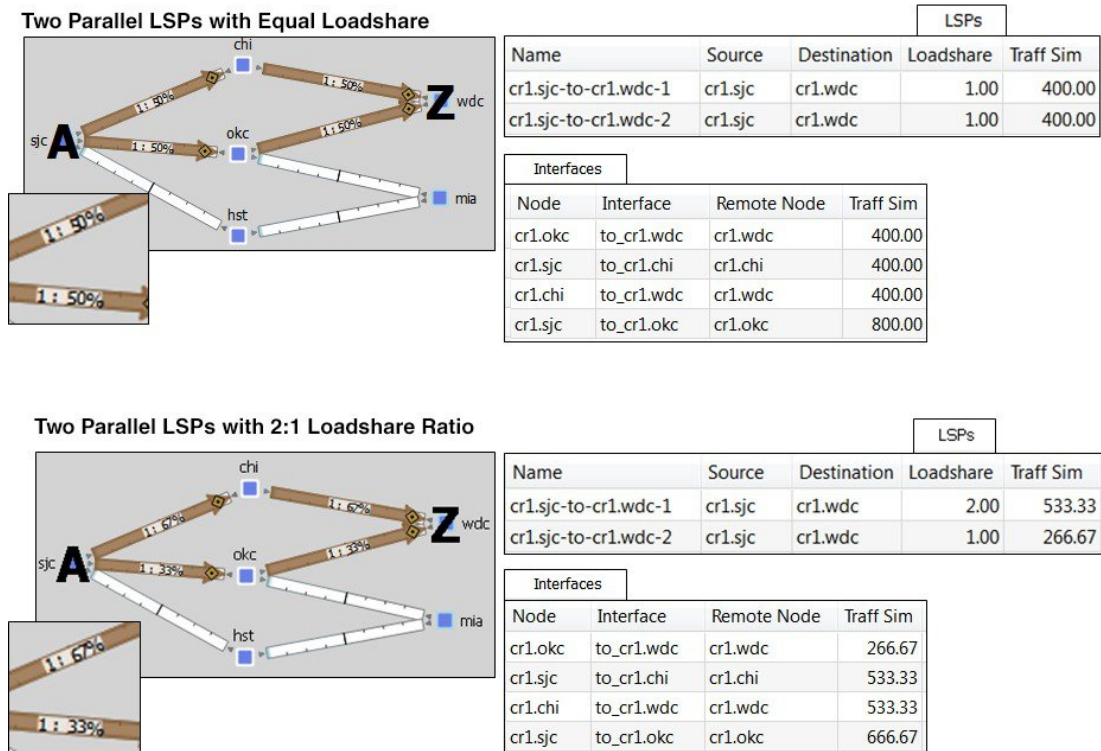 Two Parallel LSPs with Equal Loadshare
chi
1: 50%
1: 50%
Z wdc
okc
1: 50%
1: 50%
sjc A
mia
hst
1: 50%
1 : 50%
LSPs
Name Source Destination Loadshare Traff Sim
cr1.sjc-to-cr1.wdc-1 cr1.sjc cr1.wdc 1.00 400.00
cr1.sjc-to-cr1.wdc-2 cr1.sjc cr1.wdc 1.00 400.00
Interfaces
Node Interface Remote Node Traff Sim
cr1.okc to_cr1.wdc cr1.wdc 400.00
cr1.sjc to_cr1.chi cr1.chi 400.00
cr1.chi to_cr1.wdc cr1.wdc 400.00
cr1.sjc to_cr1.okc cr1.okc 800.00
Two Parallel LSPs with 2:1 Loadshare Ratio
chi
1: 67%
1: 67%
Z wdc
okc
1: 33%
1: 33%
sjc A
mia
hst
1: 67%
1 : 33%
LSPs
Name Source Destination Loadshare Traff Sim
cr1.sjc-to-cr1.wdc-1 cr1.sjc cr1.wdc 2.00 533.33
cr1.sjc-to-cr1.wdc-2 cr1.sjc cr1.wdc 1.00 266.67
Interfaces
Node Interface Remote Node Traff Sim
cr1.okc to_cr1.wdc cr1.wdc 266.67
cr1.sjc to_cr1.chi cr1.chi 533.33
cr1.chi to_cr1.wdc cr1.wdc 533.33
cr1.sjc to_cr1.okc cr1.okc 666.67